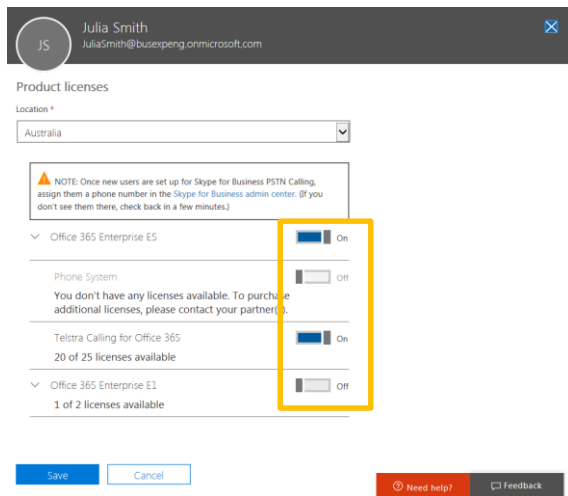 JS
Julia Smith
JuliaSmith@busexpeng.onmicrosoft.com
Product licenses
Location *
Australia
NOTE: Once new users are set up for Skype for Business PSTN Calling,
assign them a phone number in the Skype for Business admin center. (If you
don't see them there, check back in a few minutes.)
Office 365 Enterprise E5
On
Phone System
Off
You don't have any licenses available. To purchase
additional licenses, please contact your partner(s).
Telstra Calling for Office 365
On
20 of 25 licenses available
Office 365 Enterprise E1
Off
1 of 2 licenses available
Save
Cancel
Need help?
Feedback